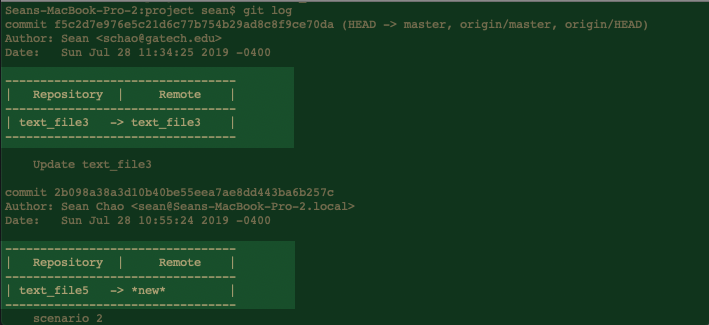 Seans-MacBook-Pro-2:project sean$ git log
commit f5c2d7e976e5c21d6c77b754b29ad8c8f9ce70da (HEAD -> master, origin/master, origin/HEAD)
Author: Sean <schao@gatech.edu>
Date:   Sun Jul 28 11:34:25 2019 -0400
----------------------------------
|   Repository  |     Remote    |
----------------------------------
| text_file3   -> text_file3    |
----------------------------------
    Update text_file3
commit 2b098a38a3d10b40be55eea7ae8dd443ba6b257c
Author: Sean Chao <sean@Seans-MacBook-Pro-2.local>
Date:   Sun Jul 28 10:55:24 2019 -0400
----------------------------------
|   Repository  |     Remote    |
----------------------------------
| text_file5   -> *new*         |
----------------------------------
    scenario 2